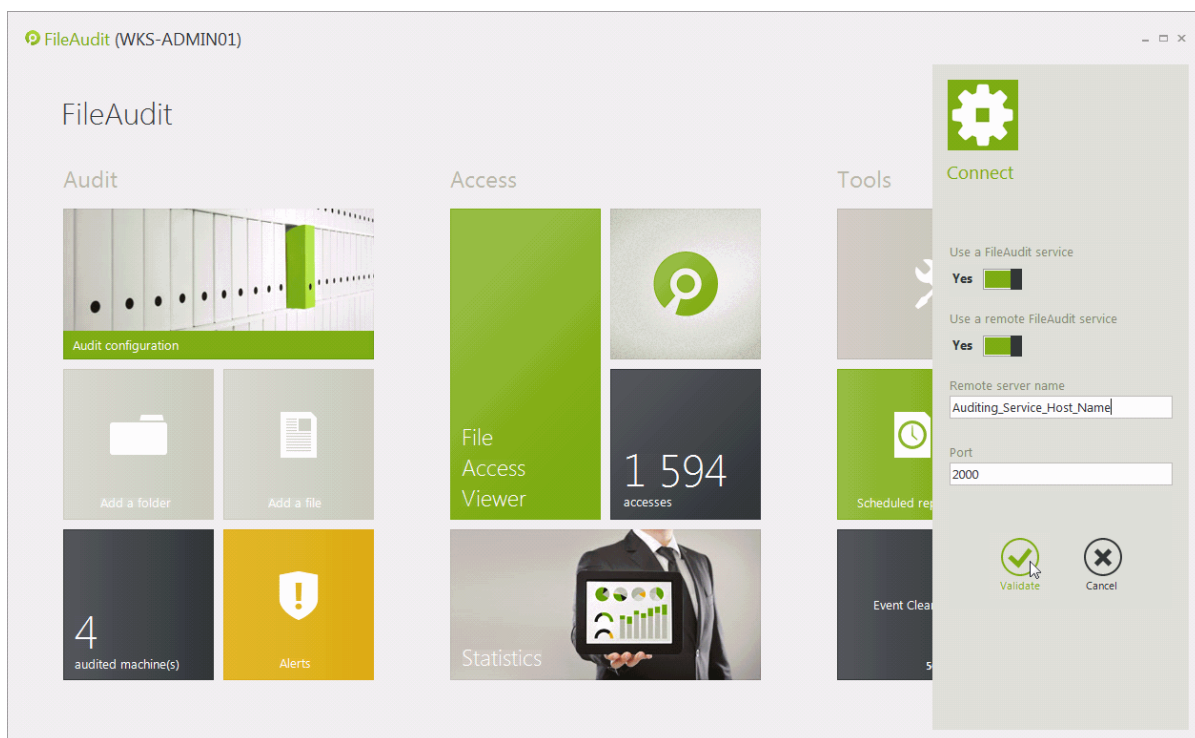 FileAudit (WKS-ADMIN01)
FileAudit
Audit
Audit configuration
Add a folder
Add a file
4
audited machine(s)
Alerts
Access
File
Access
Viewer
1 594
accesses
Statistics
Tools
Scheduled rep
Event Clea
Connect
Use a FileAudit service
Yes
Use a remote FileAudit service
Yes
Remote server name
Auditing_Service_Host_Name
Port
2000
Validate
Cancel